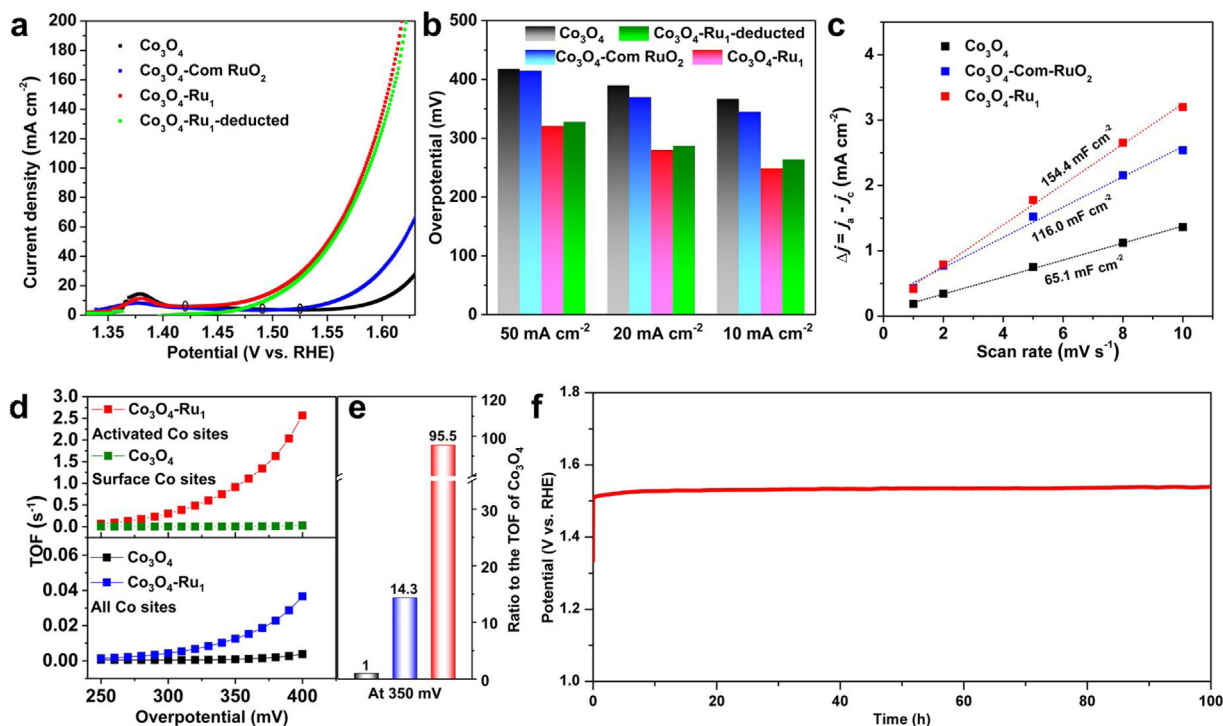 a
Current density (mA cm⁻²)
200
180
160
140
120
100
80
60
40
20
0
Co₃O₄
Co₃O₄-Com RuO₂
Co₃O₄-Ru₁
Co₃O₄-Ru₁-deducted
1.35 1.40 1.45 1.50 1.55 1.60
Potential (V vs. RHE)
b
Overpotential (mV)
500
400
300
200
100
0
Co₃O₄ Co₃O₄-Ru₁-deducted
Co₃O₄-Com RuO₂ Co₃O₄-Ru₁
50 mA cm⁻² 20 mA cm⁻² 10 mA cm⁻²
c
Δj = jₐ - j꜀ (mA cm⁻²)
4
3
2
1
0
Co₃O₄
Co₃O₄-Com-RuO₂
Co₃O₄-Ru₁
154.4 mF cm⁻²
116.0 mF cm⁻²
65.1 mF cm⁻²
0 2 4 6 8 10
Scan rate (mV s⁻¹)
d
TOF (s⁻¹)
3.0
2.5
2.0
1.5
1.0
0.5
0.0
Co₃O₄-Ru₁
Activated Co sites
Co₃O₄
Surface Co sites
0.06
0.04
0.02
0.00
Co₃O₄
Co₃O₄-Ru₁
All Co sites
250 300 350 400
Overpotential (mV)
e
1
14.3
95.5
At 350 mV
120
100
80
30
20
10
0
Ratio to the TOF of Co₃O₄
f
Potential (V vs. RHE)
1.8
1.6
1.4
1.2
1.0
0 20 40 60 80 100
Time (h)